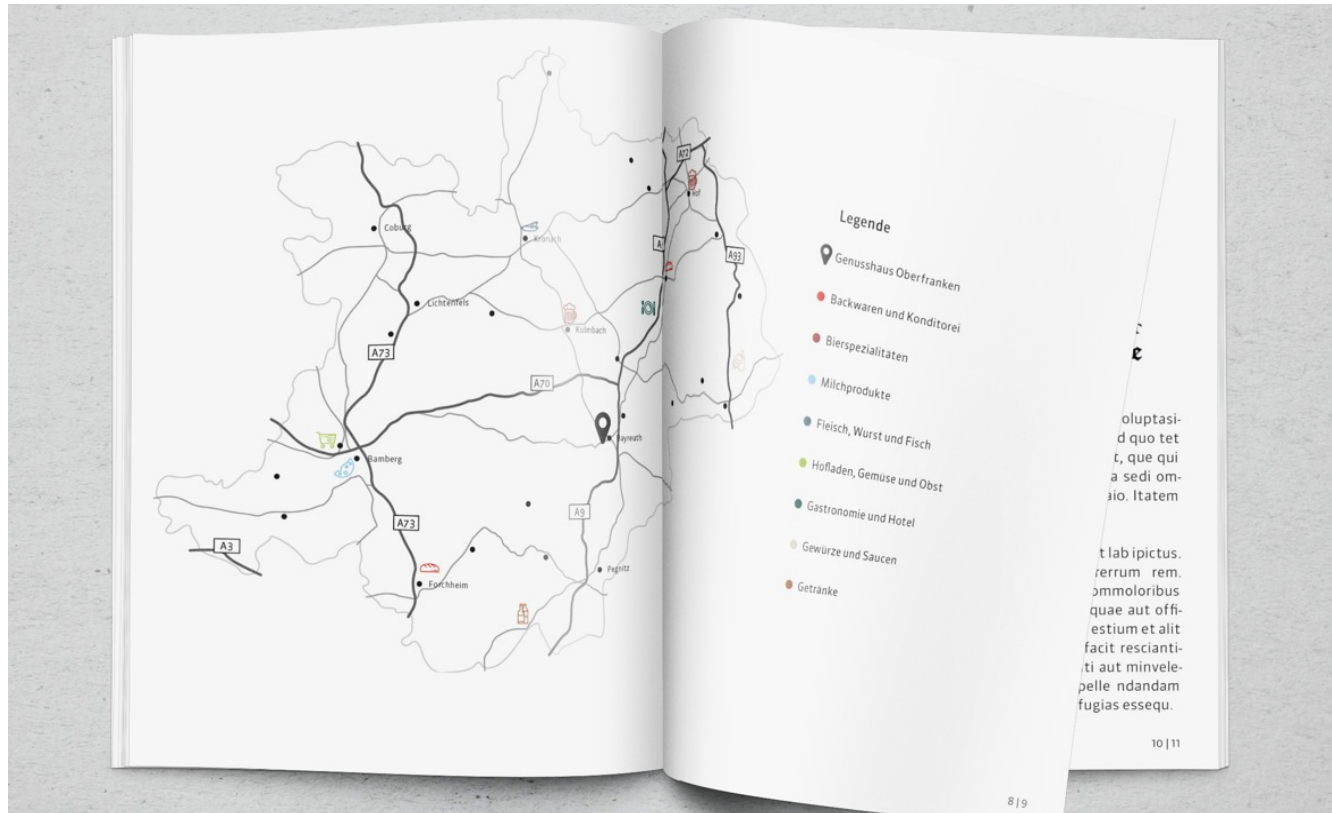 A72
Hof
Coburg
Kronach
A93
Lichtenfels
Kulmbach
A73
A70
Bayreuth
Bamberg
A9
A73
A3
Forchheim
Pegnitz
Legende
Genusshaus Oberfranken
Backwaren und Konditorei
Bierspezialitäten
Milchprodukte
Fleisch, Wurst und Fisch
Hofladen, Gemüse und Obst
Gastronomie und Hotel
Gewürze und Saucen
Getränke
8|9
oluptasi-
d quo tet
t, que qui
a sedi om-
aio. Itatem
t lab ipictus.
rerrum rem.
ommoloribus
quae aut offi-
estium et alit
facit rescianti-
ti aut minvele-
pelle ndandam
fugias essequ.
10|11